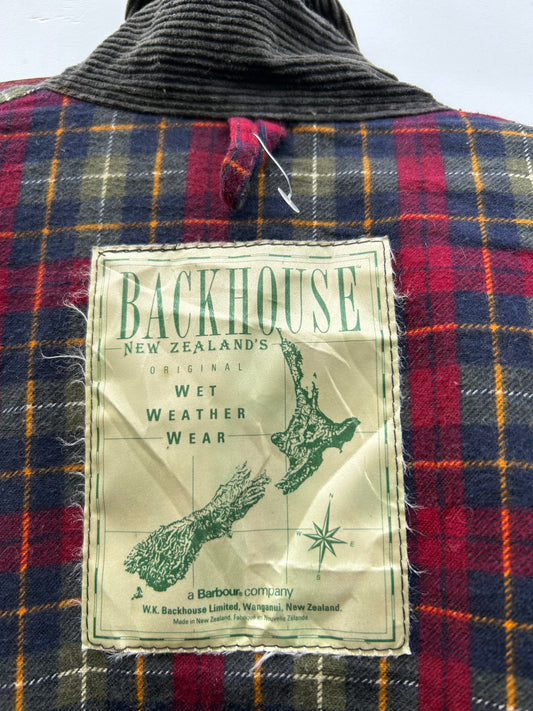 BACKHOUSE™
NEW ZEALAND'S
ORIGINAL
WET
WEATHER
WEAR
N
W
E
S
a Barbour® company
W.K. Backhouse Limited, Wanganui, New Zealand.
Made in New Zealand. Fabriqué en Nouvelle Zélande